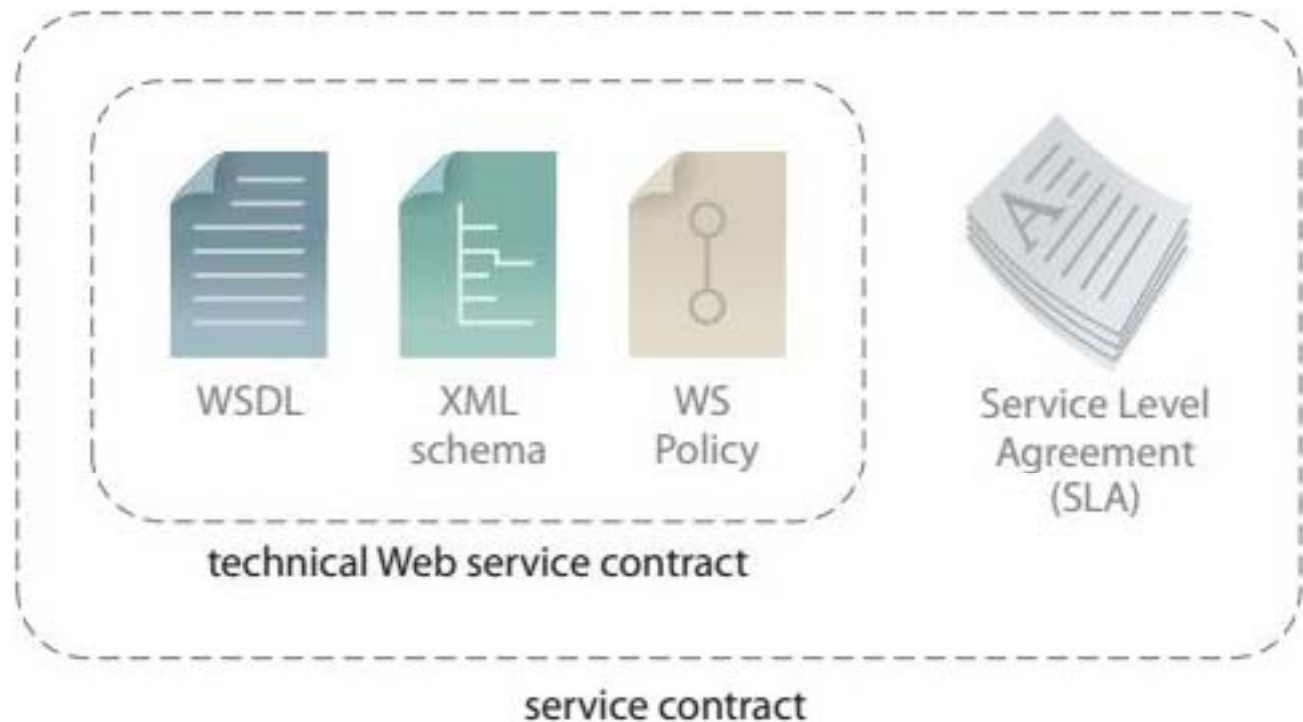 WSDL
XML
schema
WS
Policy
Service Level
Agreement
(SLA)
A
technical Web service contract
service contract